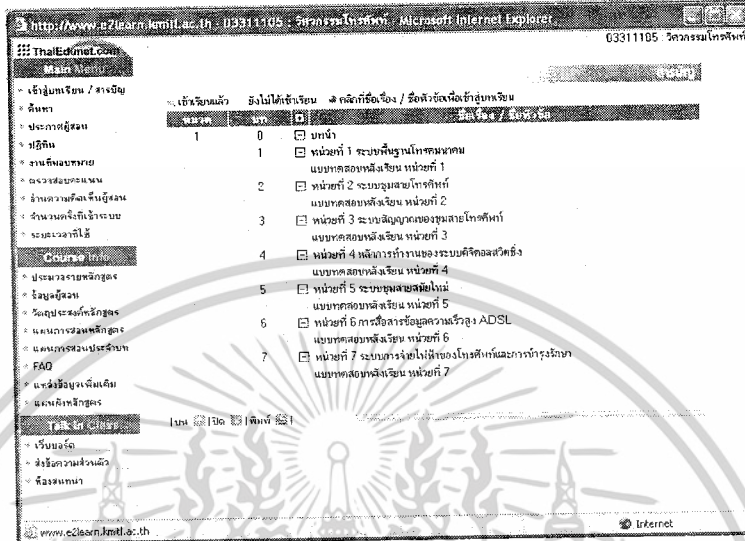 http://www.e2learn.kmitl.ac.th - 03311105 : วิศวกรรมโทรศัพท์ - Microsoft Internet Explorer
03311105 : วิศวกรรมโทรศัพท์
ThaiEdunet.com
Main Menu
เข้าสู่บทเรียน / สารบัญ
ค้นหา
ประกาศผู้สอน
ปฏิทิน
งานที่มอบหมาย
ตรวจสอบคะแนน
อ่านความคิดเห็นผู้สอน
จำนวนครั้งที่เข้าระบบ
ระยะเวลาที่ใช้
Course Info
ประมวลรายหลักสูตร
ข้อมูลผู้สอน
วัตถุประสงค์หลักสูตร
แผนการสอนหลักสูตร
แผนการสอนประจำบท
FAQ
แหล่งข้อมูลเพิ่มเติม
แผนผังหลักสูตร
Talk in Class
เว็บบอร์ด
ส่งข้อความส่วนตัว
ห้องสนทนา
สารบัญ
เข้าเรียนแล้ว ยังไม่ได้เข้าเรียน คลิกที่ชื่อเรื่อง / ชื่อหัวข้อเพื่อเข้าสู่บทเรียน
หมวด บท ชื่อเรื่อง / ชื่อหัวข้อ
1 0 บทนำ
1 หน่วยที่ 1 ระบบพื้นฐานโทรคมนาคม
แบบทดสอบหลังเรียน หน่วยที่ 1
2 หน่วยที่ 2 ระบบชุมสายโทรศัพท์
แบบทดสอบหลังเรียน หน่วยที่ 2
3 หน่วยที่ 3 ระบบสัญญาณของชุมสายโทรศัพท์
แบบทดสอบหลังเรียน หน่วยที่ 3
4 หน่วยที่ 4 หลักการทำงานของระบบดิจิตอลสวิตชิ่ง
แบบทดสอบหลังเรียน หน่วยที่ 4
5 หน่วยที่ 5 ระบบชุมสายสมัยใหม่
แบบทดสอบหลังเรียน หน่วยที่ 5
6 หน่วยที่ 6 การสื่อสารข้อมูลความเร็วสูง ADSL
แบบทดสอบหลังเรียน หน่วยที่ 6
7 หน่วยที่ 7 ระบบการจ่ายไฟฟ้าของโทรศัพท์และการบำรุงรักษา
แบบทดสอบหลังเรียน หน่วยที่ 7
| บน | ปิด | พิมพ์ |
www.e2learn.kmitl.ac.th
Internet